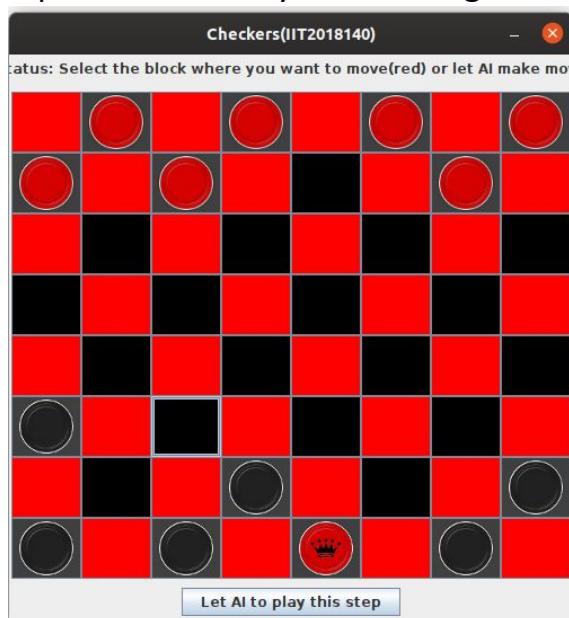 Checkers(IIT2018140)
tatus: Select the block where you want to move(red) or let AI make mo
Let AI to play this step